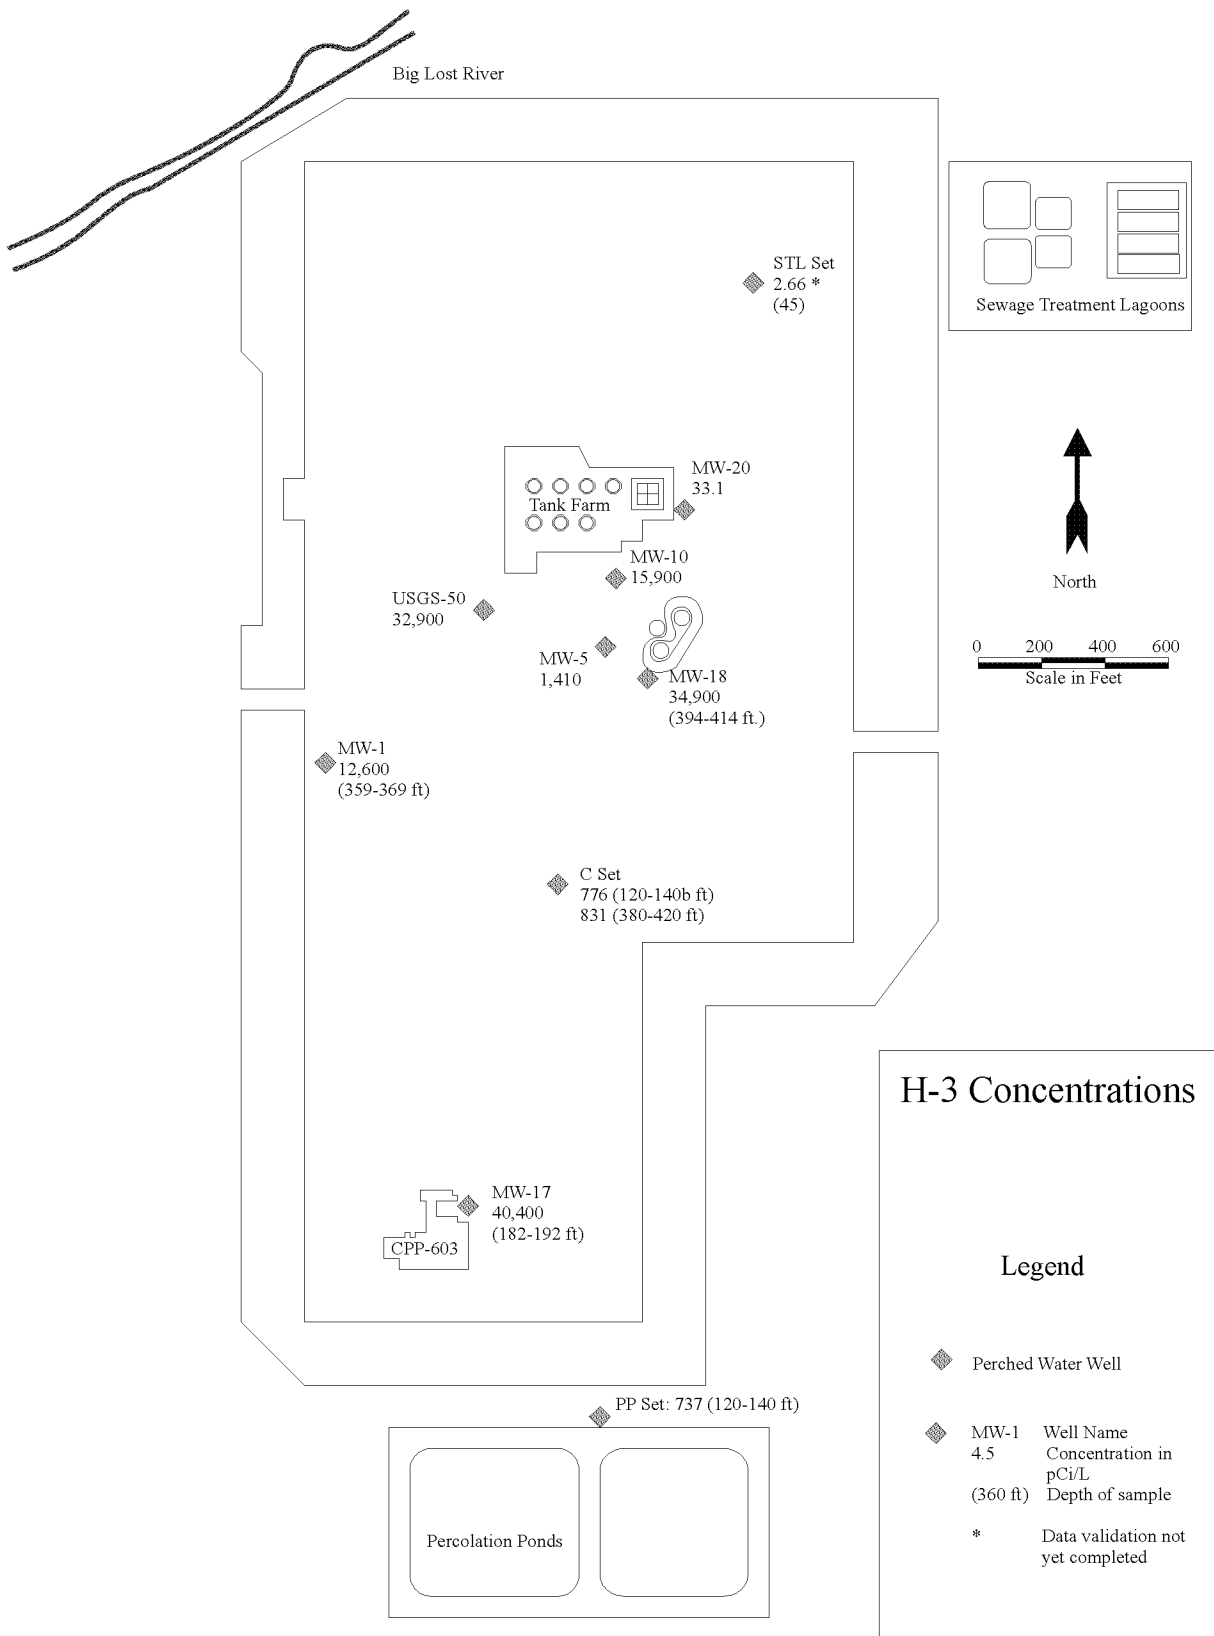 Big Lost River
STL Set
2.66 *
(45)
Sewage Treatment Lagoons
MW-20
33.1
Tank Farm
MW-10
15,900
North
USGS-50
32,900
0 200 400 600
Scale in Feet
MW-5
1,410
MW-18
34,900
(394-414 ft.)
MW-1
12,600
(359-369 ft)
C Set
776 (120-140b ft)
831 (380-420 ft)
H-3 Concentrations
MW-17
40,400
(182-192 ft)
CPP-603
Legend
Perched Water Well
PP Set: 737 (120-140 ft)
MW-1 Well Name
4.5 Concentration in
pCi/L
(360 ft) Depth of sample
* Data validation not
yet completed
Percolation Ponds